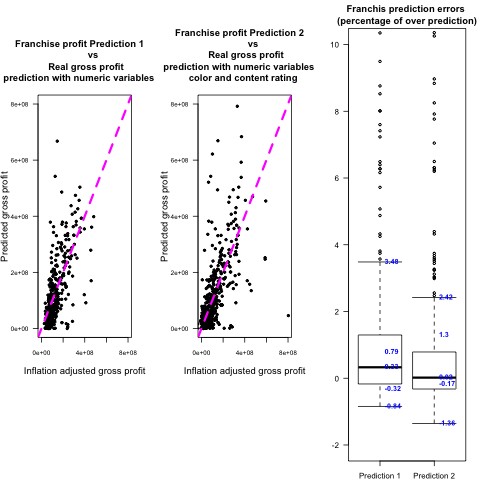 Franchise profit Prediction 1
vs
Real gross profit
prediction with numeric variables
Predicted gross profit
8e+08
6e+08
4e+08
2e+08
0e+00
0e+00
4e+08
8e+08
Inflation adjusted gross profit
Franchise profit Prediction 2
vs
Real gross profit
prediction with numeric variables
color and content rating
Predicted gross profit
8e+08
6e+08
4e+08
2e+08
0e+00
0e+00
4e+08
8e+08
Inflation adjusted gross profit
Franchis prediction errors
(percentage of over prediction)
10
8
6
4
2
0
-2
3.48
0.79
-0.32
-0.84
2.42
1.3
-0.17
-1.36
Prediction 1
Prediction 2